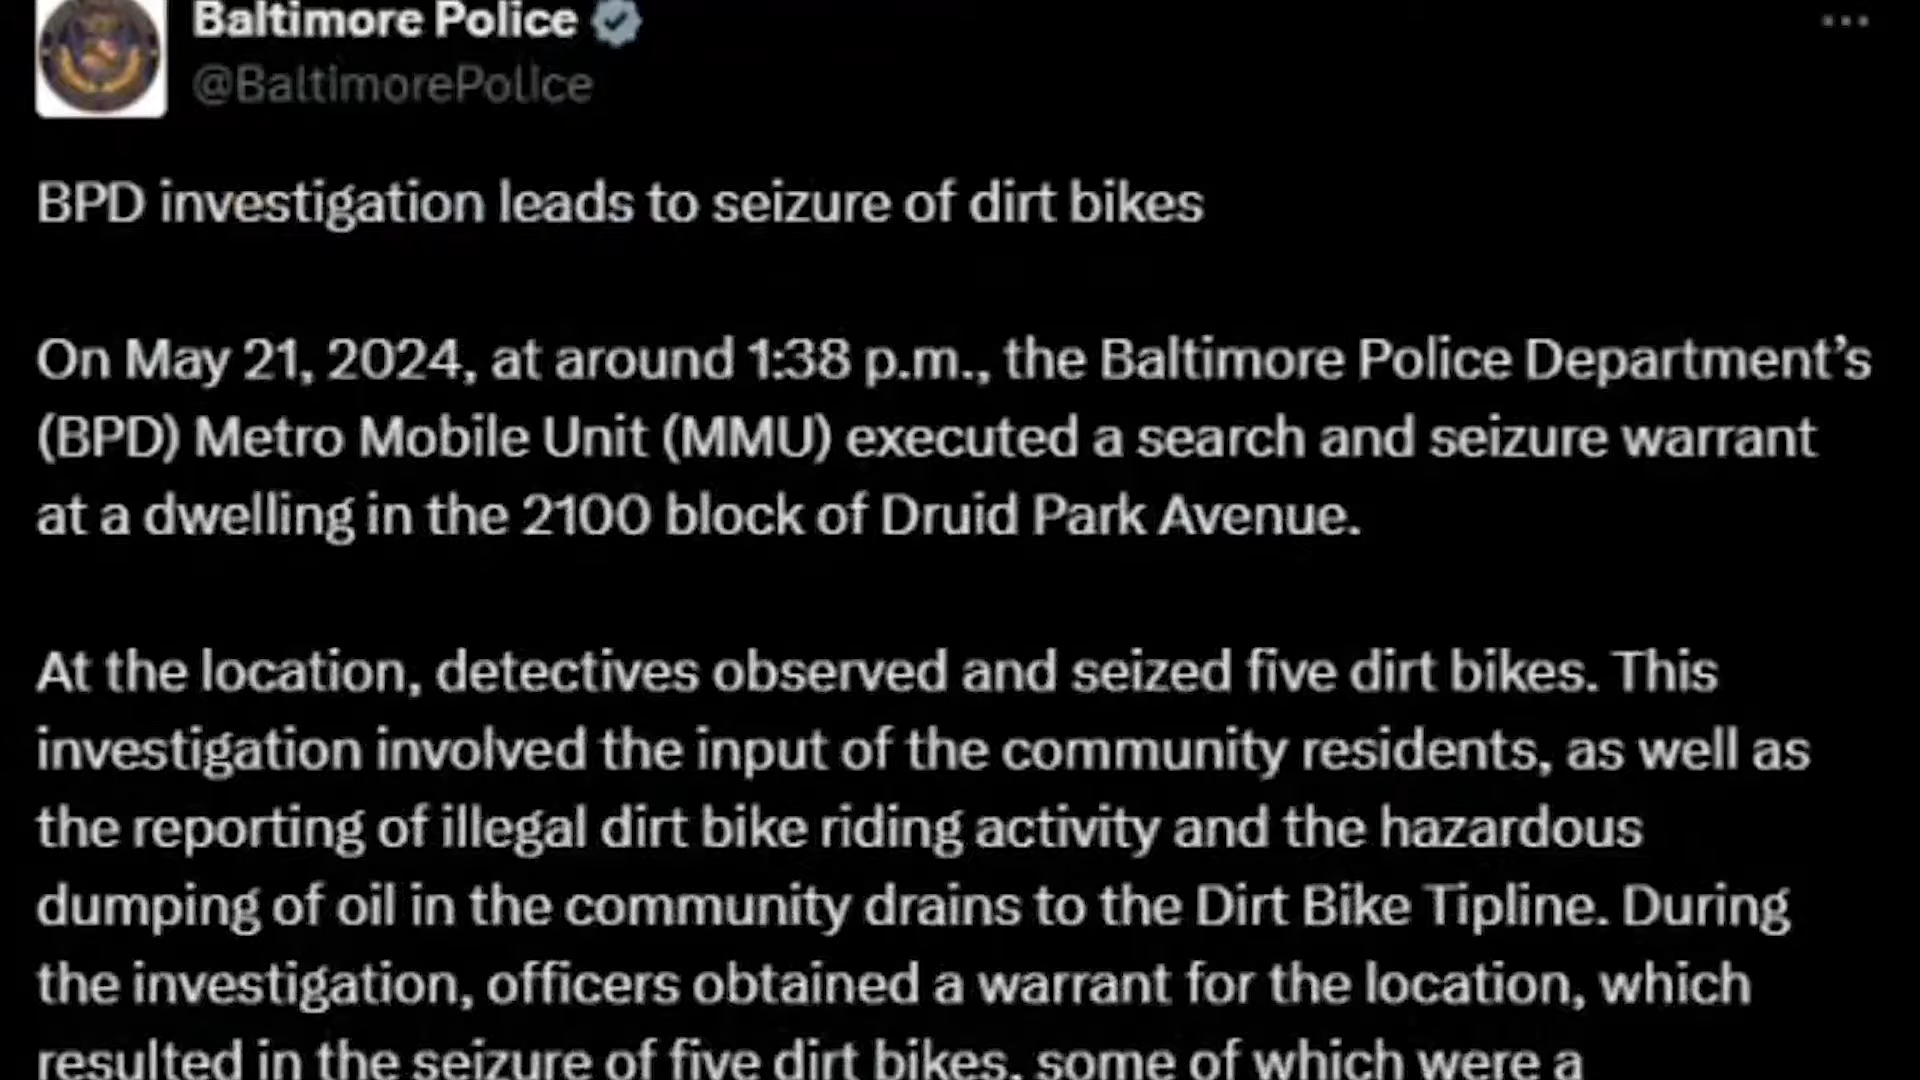 Baltimore Police
@BaltimorePolice
BPD investigation leads to seizure of dirt bikes
On May 21, 2024, at around 1:38 p.m., the Baltimore Police Department’s
(BPD) Metro Mobile Unit (MMU) executed a search and seizure warrant
at a dwelling in the 2100 block of Druid Park Avenue.
At the location, detectives observed and seized five dirt bikes. This
investigation involved the input of the community residents, as well as
the reporting of illegal dirt bike riding activity and the hazardous
dumping of oil in the community drains to the Dirt Bike Tipline. During
the investigation, officers obtained a warrant for the location, which
resulted in the seizure of five dirt bikes, some of which were a